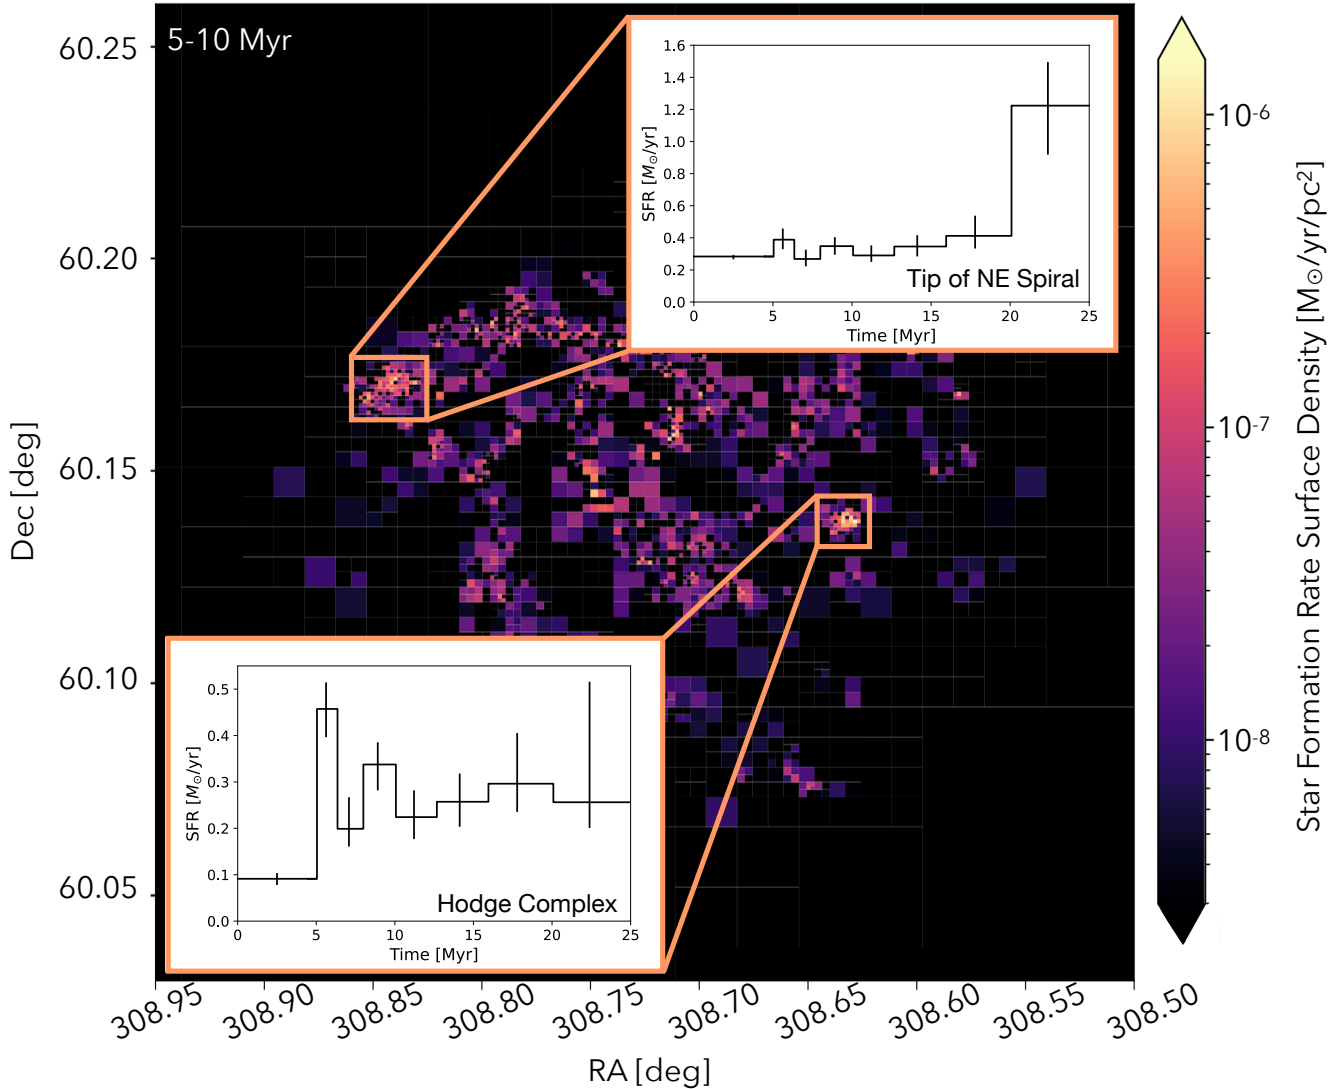 5-10 Myr
60.25
60.20
60.15
60.10
60.05
Dec [deg]
308.95
308.90
308.85
308.80
308.75
308.70
308.65
308.60
308.55
308.50
RA [deg]
1.6
1.4
1.2
1.0
0.8
0.6
0.4
0.2
0.0
SFR [M⊙/yr]
Tip of NE Spiral
0 5 10 15 20 25
Time [Myr]
0.5
0.4
0.3
0.2
0.1
0.0
SFR [M⊙/yr]
Hodge Complex
0 5 10 15 20 25
Time [Myr]
10⁻⁶
10⁻⁷
10⁻⁸
Star Formation Rate Surface Density [M⊙/yr/pc²]